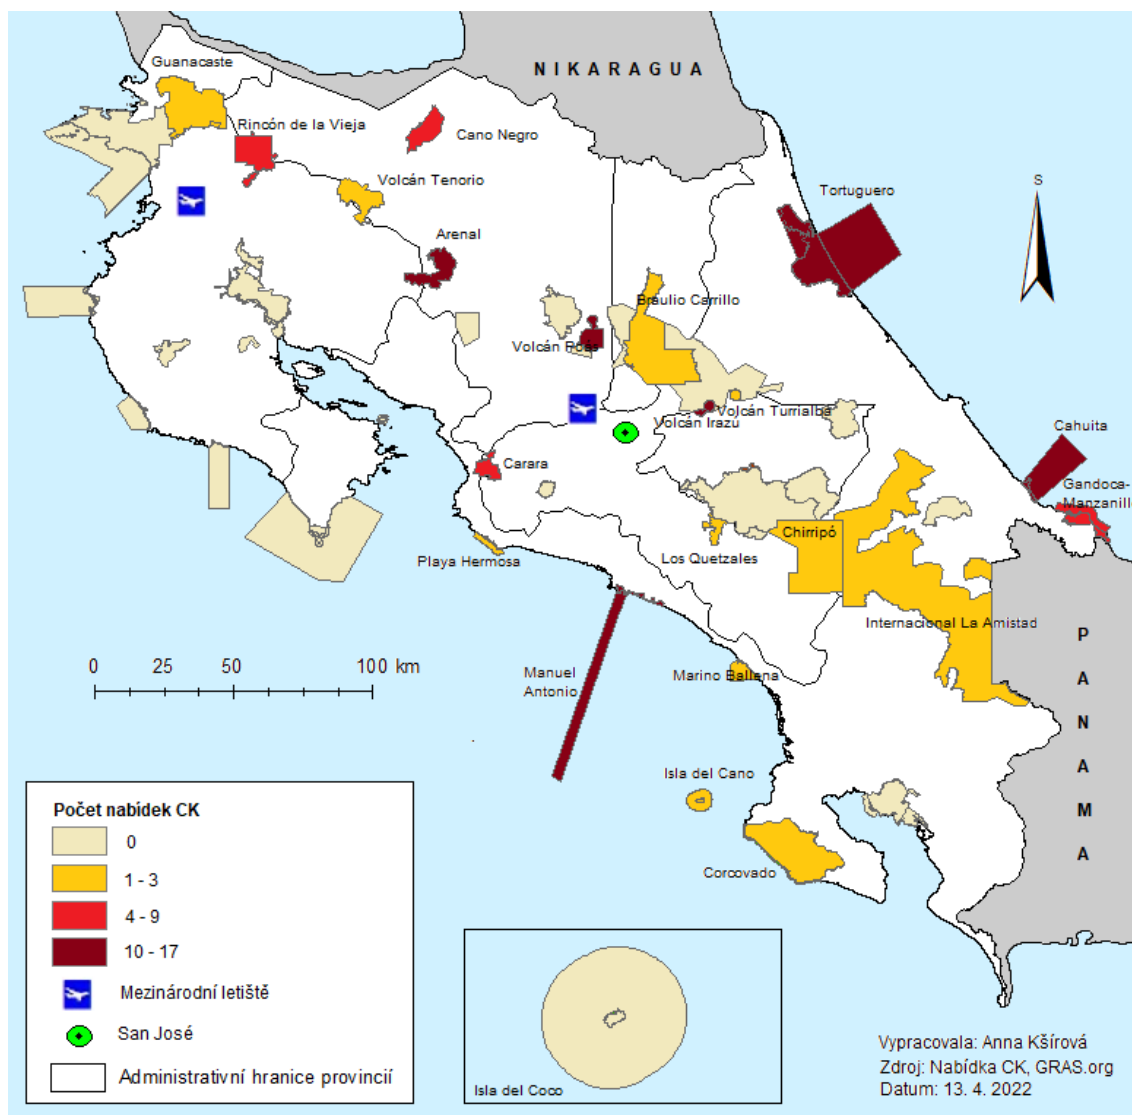 NIKARAGUA
Guanacaste
Rincón de la Vieja
Cano Negro
Volcán Tenorio
Tortuguero
S
Arenal
Braulio Carrillo
Volcán Poás
Volcán Turrialba
Volcán Irazú
Cahuita
Carara
Gandoca-
Manzanillo
Chirripó
Playa Hermosa
Los Quetzales
Internacional La Amistad
PANAMA
0 25 50 100 km
Manuel
Antonio
Marino Ballena
Isla del Cano
Corcovado
Počet nabídek CK
0
1 - 3
4 - 9
10 - 17
Mezinárodní letiště
San José
Administrativní hranice provincií
Isla del Coco
Vypracovala: Anna Kšírová
Zdroj: Nabídka CK, GRAS.org
Datum: 13. 4. 2022